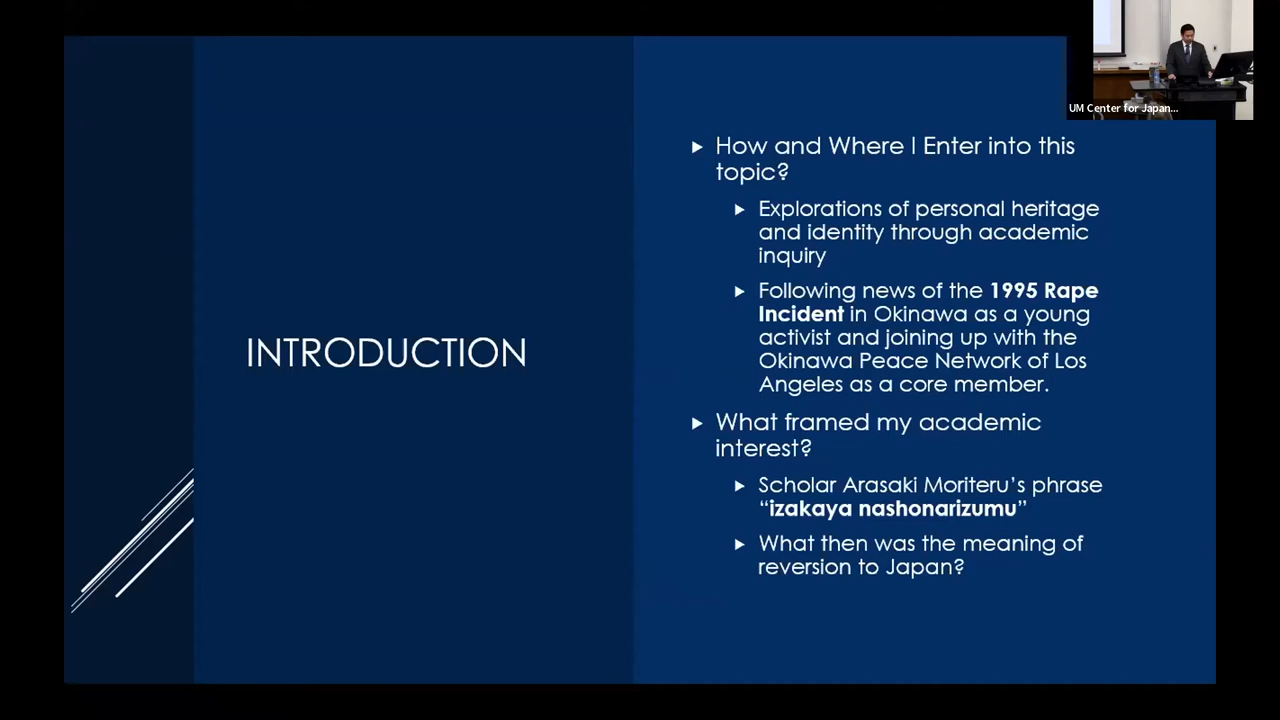 UM Center for Japan...
INTRODUCTION
How and Where I Enter into this
topic?
Explorations of personal heritage
and identity through academic
inquiry
Following news of the 1995 Rape
Incident in Okinawa as a young
activist and joining up with the
Okinawa Peace Network of Los
Angeles as a core member.
What framed my academic
interest?
Scholar Arasaki Moriteru’s phrase
“izakaya nashonarizumu”
What then was the meaning of
reversion to Japan?